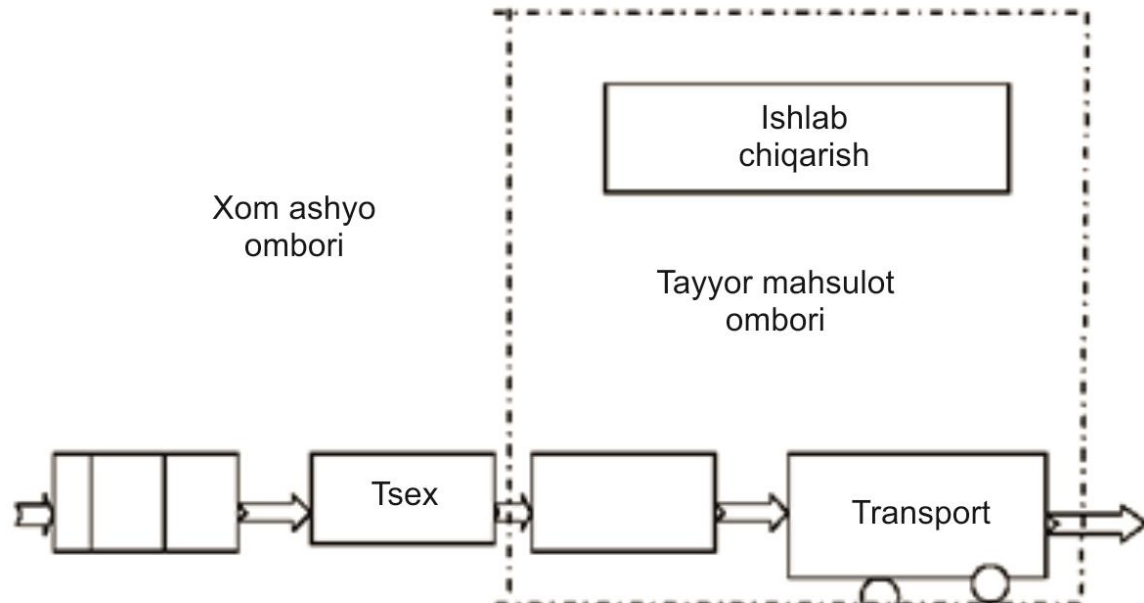 Ishlab
chiqarish
Xom ashyo
ombori
Tayyor mahsulot
ombori
Tsex
Transport